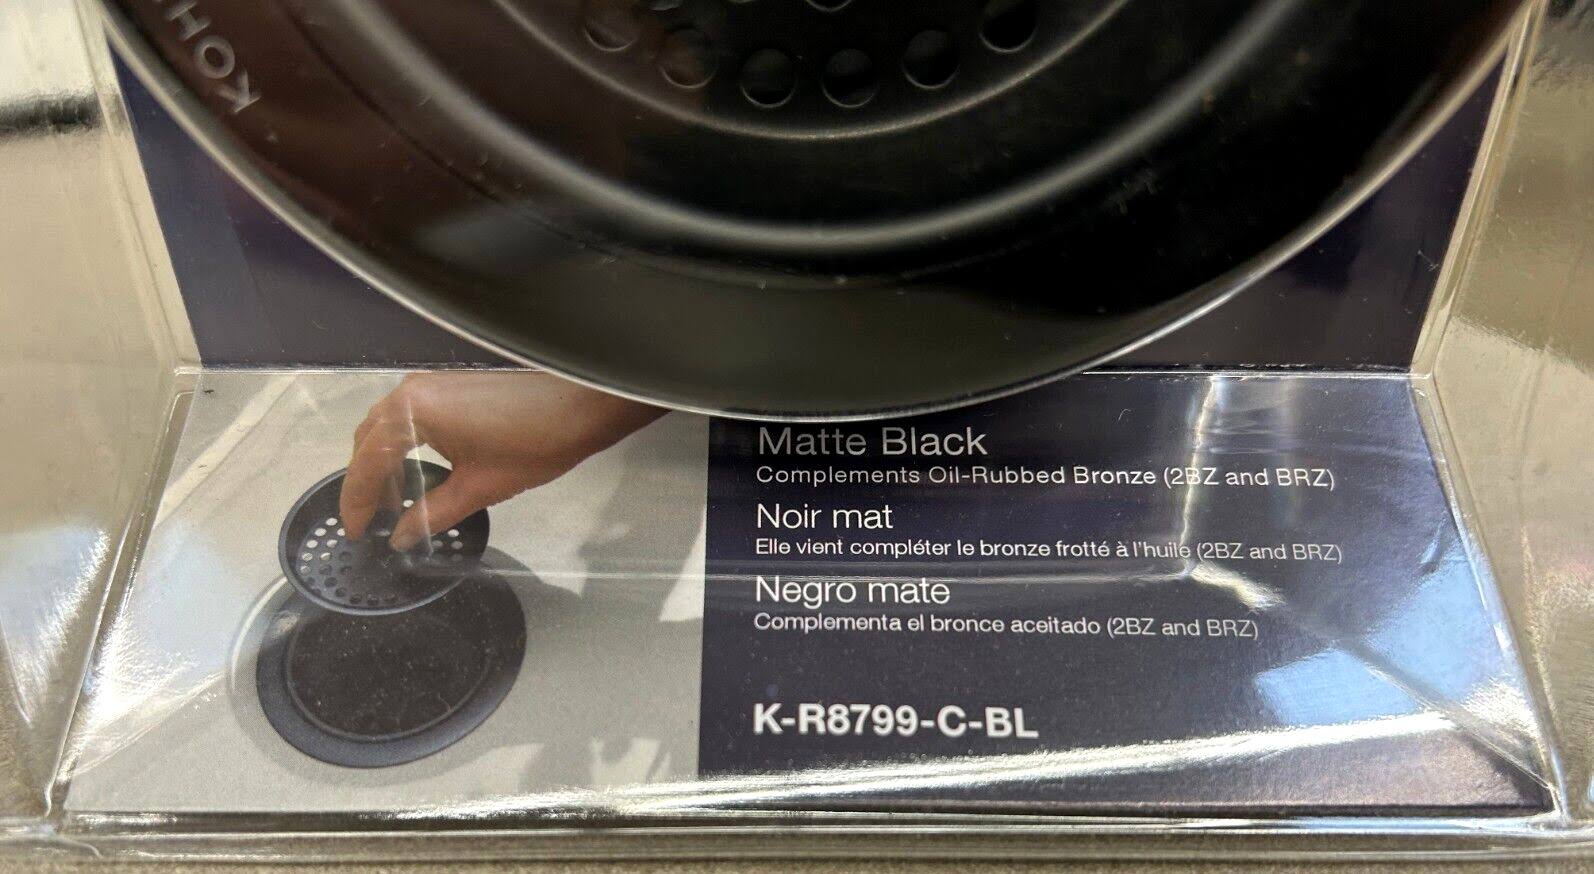 KOH
Matte Black
Complements Oil-Rubbed Bronze (2BZ and BRZ)
Noir mat
Elle vient compléter le bronze frotté à l'huile (2BZ and BRZ)
Negro mate
Complementa el bronce aceitado (2BZ and BRZ)
K-R8799-C-BL